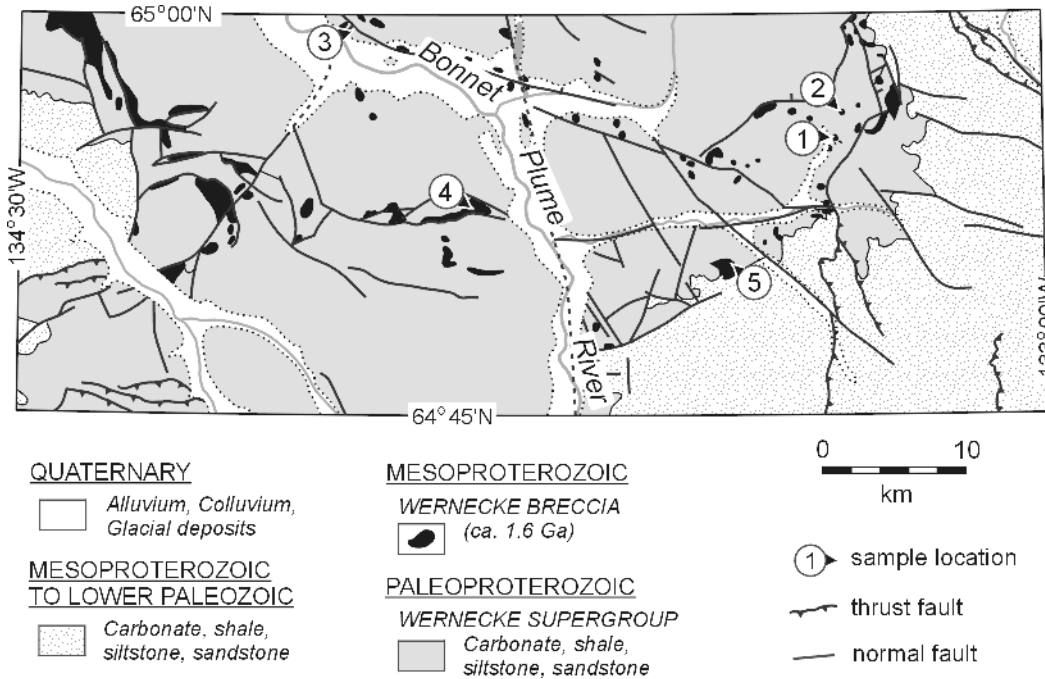 65°00'N
3
Bonnet
2
1
Plume
4
134°30'W
5
River
64°45'N
133°00'W
QUATERNARY
Alluvium, Colluvium,
Glacial deposits
MESOPROTEROZOIC
TO LOWER PALEOZOIC
Carbonate, shale,
siltstone, sandstone
MESOPROTEROZOIC
WERNECKE BRECCIA
(ca. 1.6 Ga)
PALEOPROTEROZOIC
WERNECKE SUPERGROUP
Carbonate, shale,
siltstone, sandstone
0 10
km
1 sample location
thrust fault
normal fault